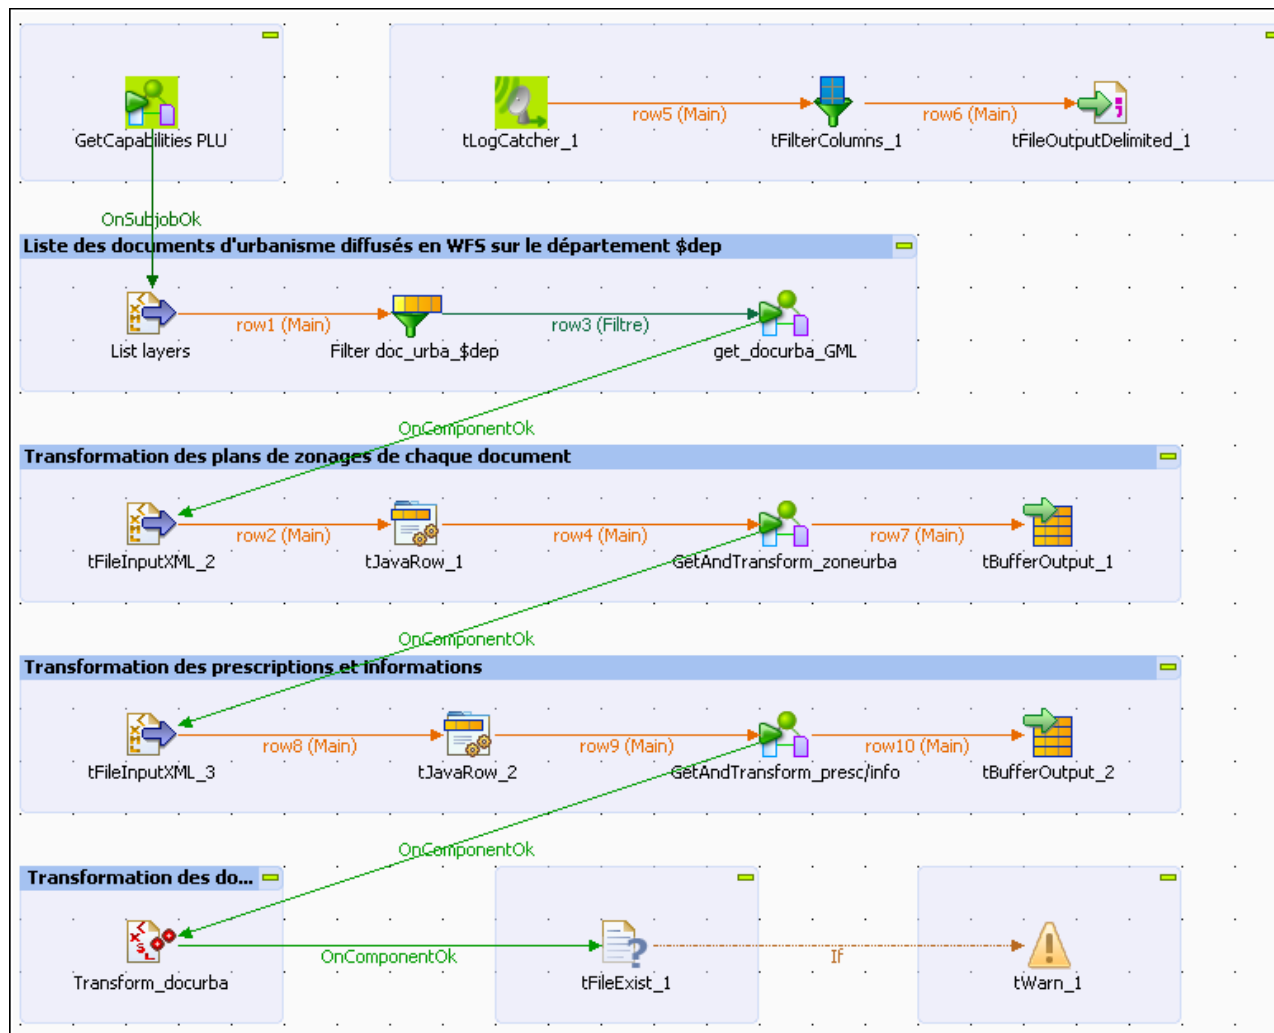 row5 (Main)
row6 (Main)
GetCapabilities PLU
tLogCatcher_1
tFilterColumns_1
tFileOutputDelimited_1
OnSubjobOk
Liste des documents d'urbanisme diffusés en WFS sur le département $dep
row1 (Main)
row3 (Filtre)
List layers
Filter doc_urba_$dep
get_docurba_GML
OnComponentOk
Transformation des plans de zonages de chaque document
row2 (Main)
row4 (Main)
row7 (Main)
tFileInputXML_2
tJavaRow_1
GetAndTransform_zoneurba
tBufferOutput_1
OnComponentOk
Transformation des prescriptions et informations
row8 (Main)
row9 (Main)
row10 (Main)
tFileInputXML_3
tJavaRow_2
GetAndTransform_presc/info
tBufferOutput_2
OnComponentOk
Transformation des do...
OnComponentOk
If
Transform_docurba
tFileExist_1
tWarn_1